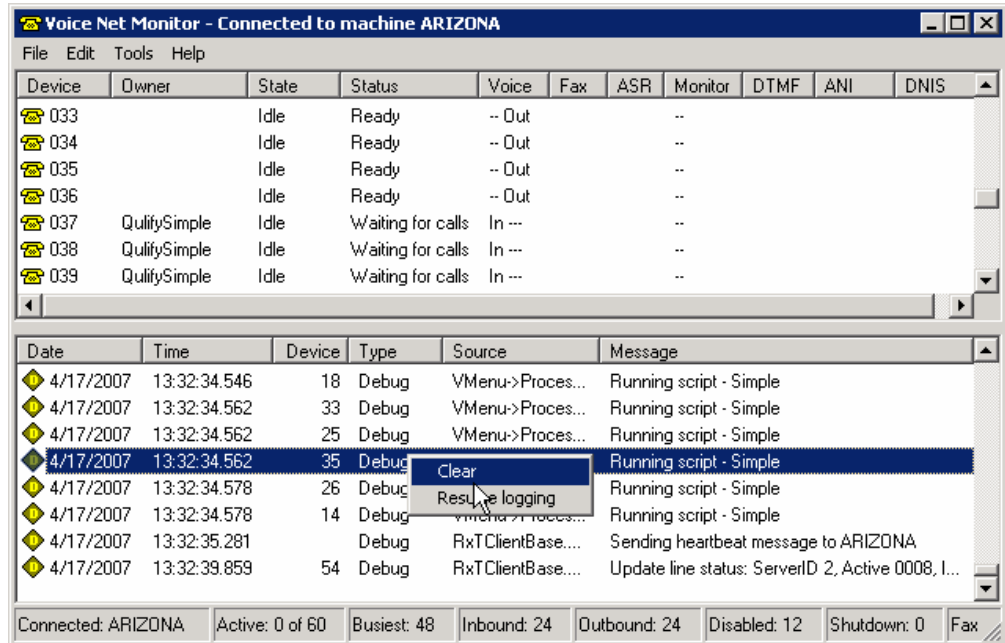 Voice Net Monitor - Connected to machine ARIZONA
File Edit Tools Help
Device Owner State Status Voice Fax ASR Monitor DTMF ANI DNIS
033 Idle Ready -- Out --
034 Idle Ready -- Out --
035 Idle Ready -- Out --
036 Idle Ready -- Out --
037 QulifySimple Idle Waiting for calls In --- --
038 QulifySimple Idle Waiting for calls In --- --
039 QulifySimple Idle Waiting for calls In --- --
Date Time Device Type Source Message
4/17/2007 13:32:34.546 18 Debug VMenu->Proces... Running script - Simple
4/17/2007 13:32:34.562 33 Debug VMenu->Proces... Running script - Simple
4/17/2007 13:32:34.562 25 Debug VMenu->Proces... Running script - Simple
4/17/2007 13:32:34.562 35 Debug Running script - Simple
Clear
4/17/2007 13:32:34.578 26 Debug Running script - Simple
Resume logging
4/17/2007 13:32:34.578 14 Debug VMenu->Proces... Running script - Simple
4/17/2007 13:32:35.281 Debug RxTClientBase.... Sending heartbeat message to ARIZONA
4/17/2007 13:32:39.859 54 Debug RxTClientBase.... Update line status: ServerID 2, Active 0008, I...
Connected: ARIZONA Active: 0 of 60 Busiest: 48 Inbound: 24 Outbound: 24 Disabled: 12 Shutdown: 0 Fax